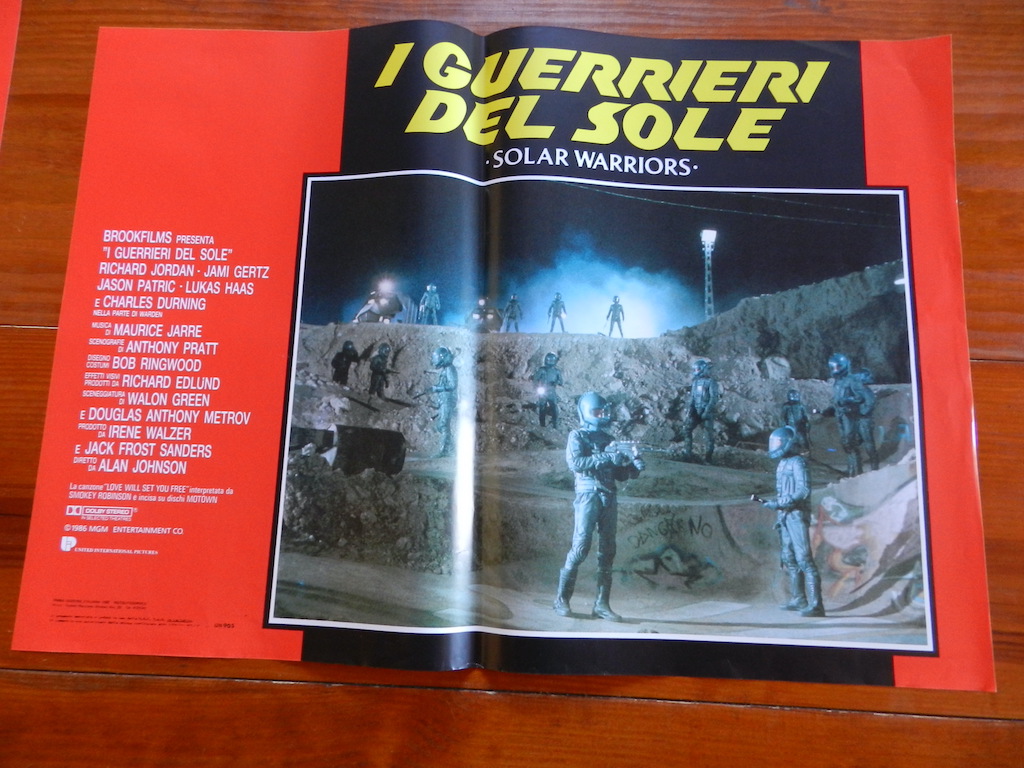 I GUERRIERI
DEL SOLE
·SOLAR WARRIORS·
BROOKFILMS PRESENTA
"I GUERRIERI DEL SOLE"
RICHARD JORDAN · JAMI GERTZ
JASON PATRIC · LUKAS HAAS
E CHARLES DURNING
NELLA PARTE DI WARDEN
MUSICA DI MAURICE JARRE
SCENOGRAFIE DI ANTHONY PRATT
DISEGNO COSTUMI BOB RINGWOOD
EFFETTI VISIVI PRODOTTI DA RICHARD EDLUND
SCENEGGIATURA DI WALON GREEN
E DOUGLAS ANTHONY METROV
PRODOTTO DA IRENE WALZER
E JACK FROST SANDERS
DIRETTO DA ALAN JOHNSON
La canzone "LOVE WILL SET YOU FREE" interpretata da
SMOKEY ROBINSON e incisa su dischi MOTOWN
DOLBY STEREO ®
IN SELECTED THEATRES
©1986 MGM ENTERTAINMENT CO.
UNITED INTERNATIONAL PICTURES